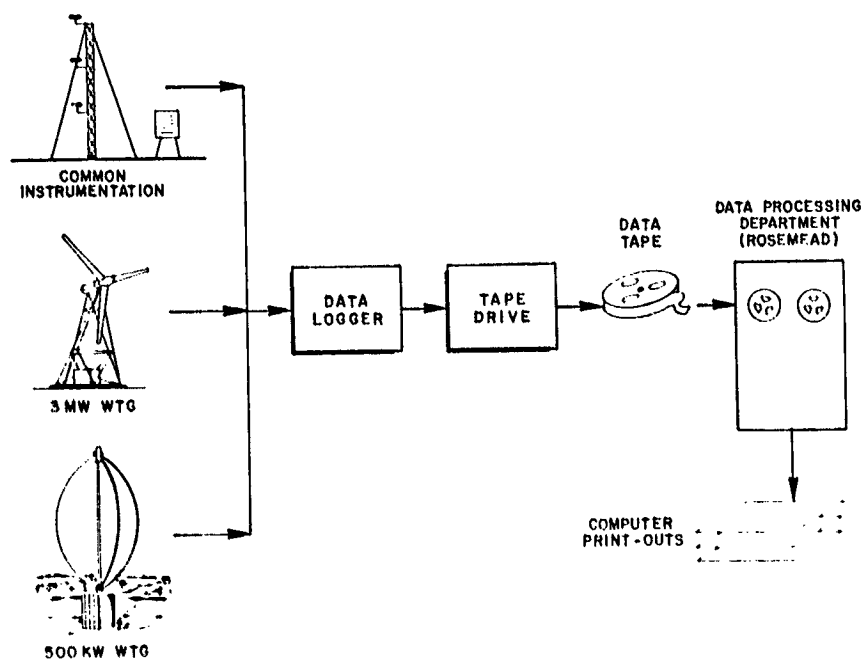 COMMON
INSTRUMENTATION
3 MW WTG
500 KW WTG
DATA
LOGGER
TAPE
DRIVE
DATA
TAPE
DATA PROCESSING
DEPARTMENT
(ROSEMEAD)
COMPUTER
PRINT-OUTS